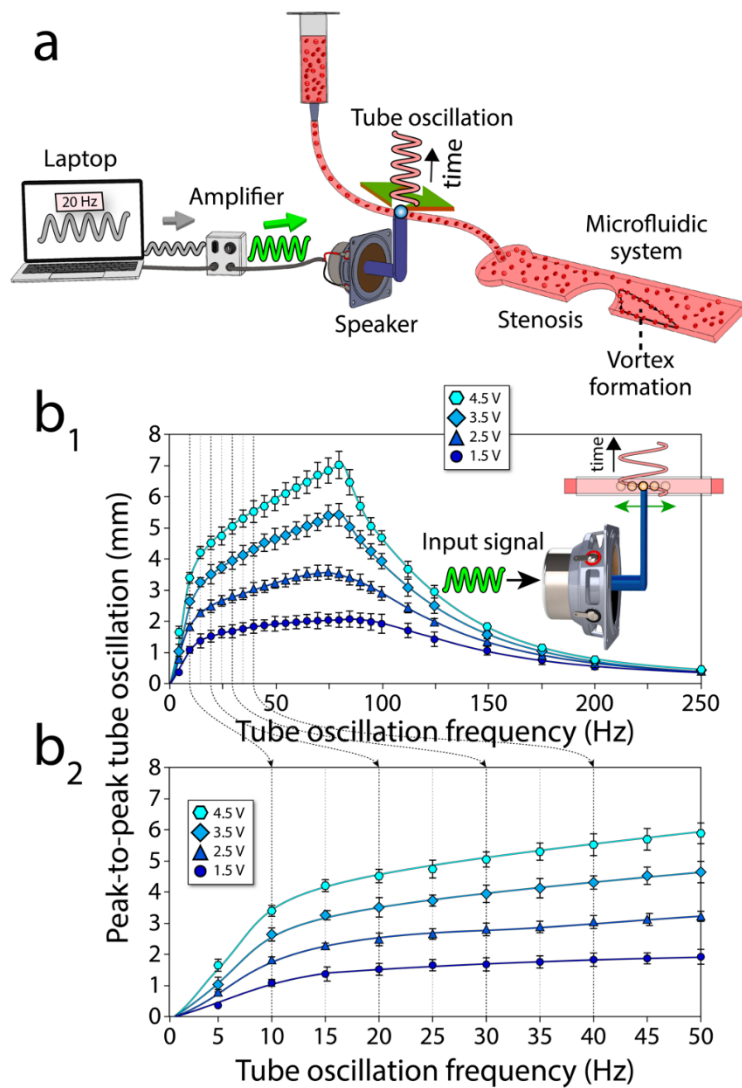 a
Tube oscillation
time
Laptop
20 Hz
Amplifier
Speaker
Microfluidic
system
Stenosis
Vortex
formation
b1
4.5 V
3.5 V
2.5 V
1.5 V
8
7
6
5
4
3
2
1
0
time
Input signal
50
75
100
125
150
175
200
225
250
Tube oscillation frequency (Hz)
Peak-to-peak tube oscillation (mm)
b2
4.5 V
3.5 V
2.5 V
1.5 V
8
7
6
5
4
3
2
1
0
0
5
10
15
20
25
30
35
40
45
50
Tube oscillation frequency (Hz)